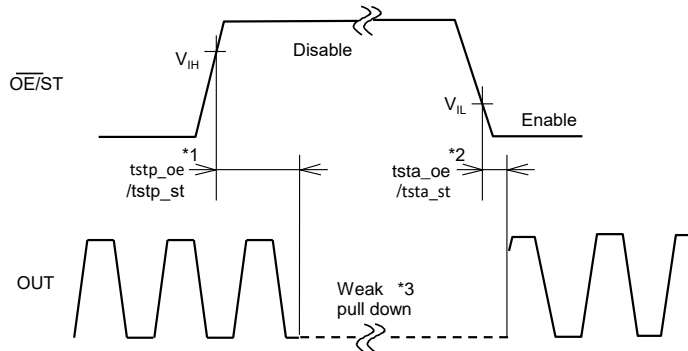 Disable
VIH
OE/ST
VIL
Enable
*1
tstp_oe
/tstp_st
*2
tsta_oe
/tsta_st
OUT
Weak *3
pull down